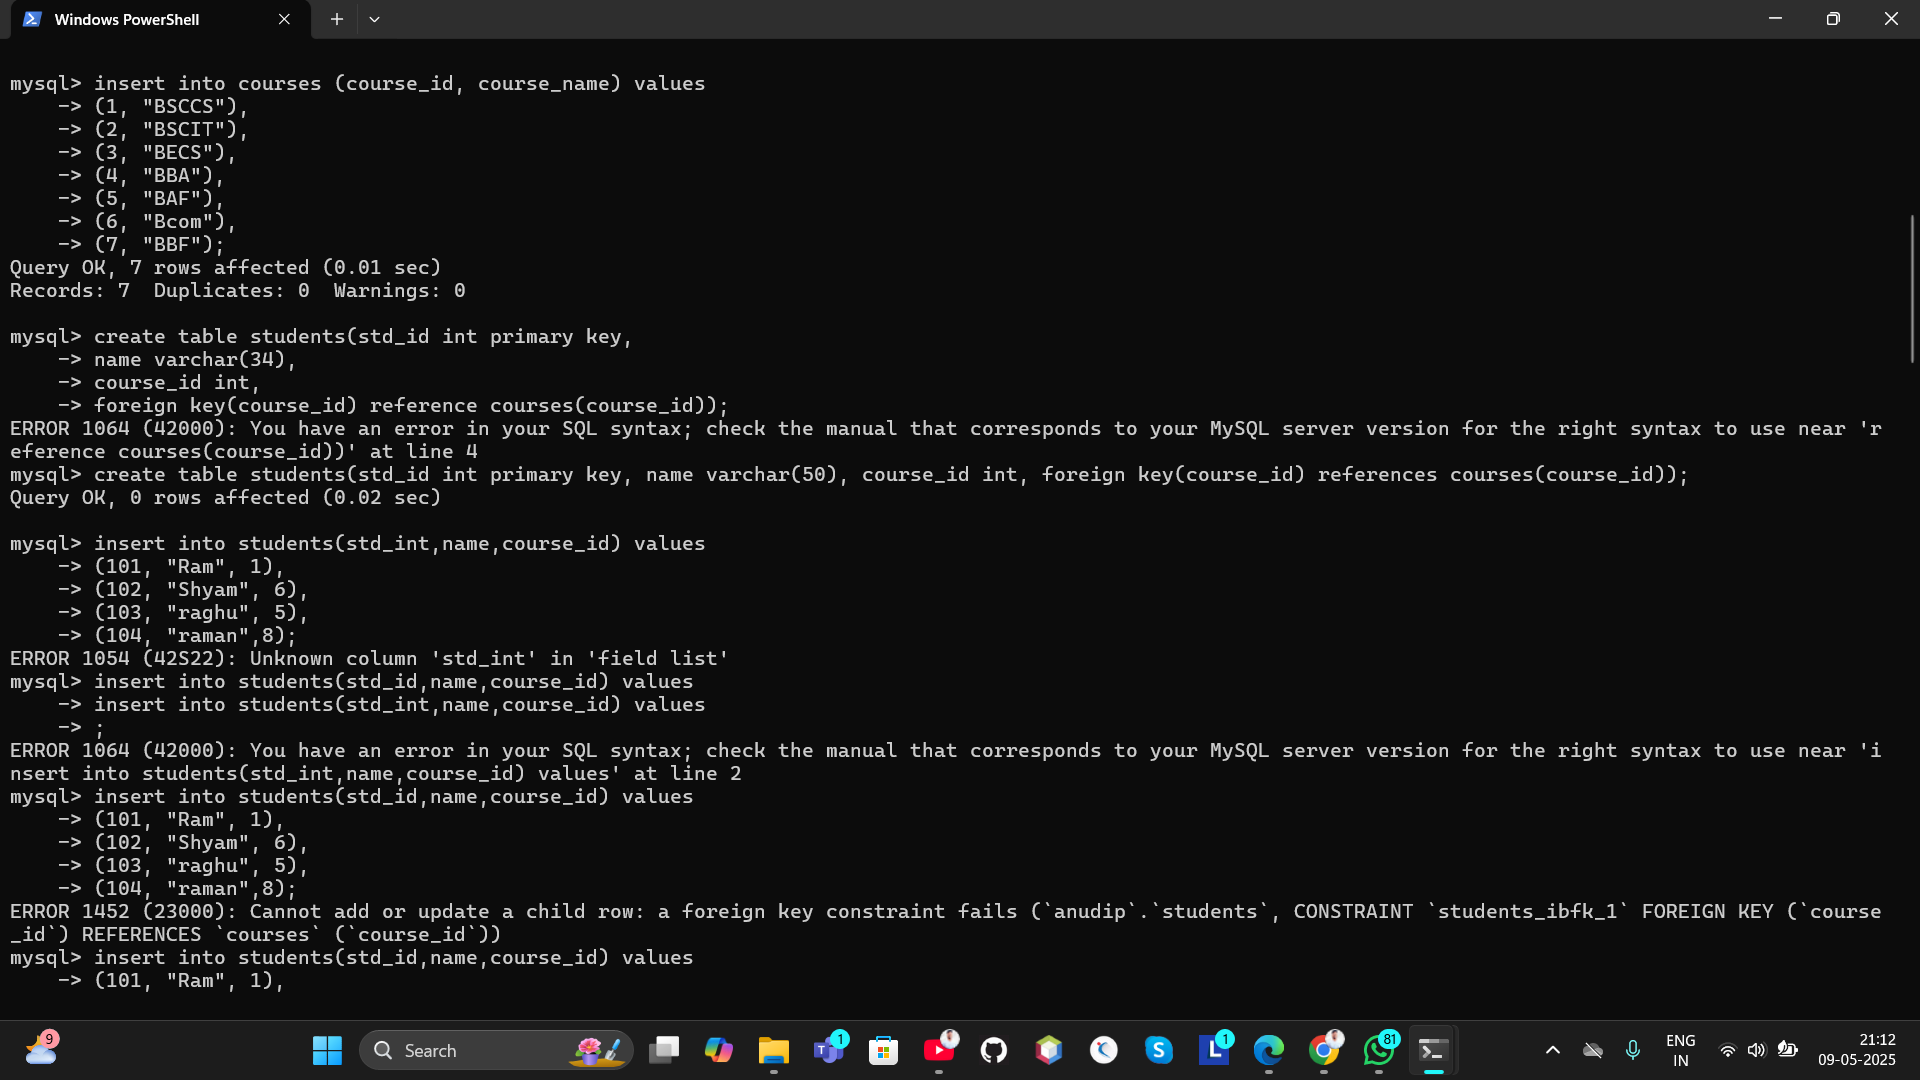 Windows PowerShell
mysql> insert into courses (course_id, course_name) values
    -> (1, "BSCCS"),
    -> (2, "BSCIT"),
    -> (3, "BECS"),
    -> (4, "BBA"),
    -> (5, "BAF"),
    -> (6, "Bcom"),
    -> (7, "BBF");
Query OK, 7 rows affected (0.01 sec)
Records: 7  Duplicates: 0  Warnings: 0
mysql> create table students(std_id int primary key,
    -> name varchar(34),
    -> course_id int,
    -> foreign key(course_id) reference courses(course_id));
ERROR 1064 (42000): You have an error in your SQL syntax; check the manual that corresponds to your MySQL server version for the right syntax to use near 'r
eference courses(course_id))' at line 4
mysql> create table students(std_id int primary key, name varchar(50), course_id int, foreign key(course_id) references courses(course_id));
Query OK, 0 rows affected (0.02 sec)
mysql> insert into students(std_int,name,course_id) values
    -> (101, "Ram", 1),
    -> (102, "Shyam", 6),
    -> (103, "raghu", 5),
    -> (104, "raman",8);
ERROR 1054 (42S22): Unknown column 'std_int' in 'field list'
mysql> insert into students(std_id,name,course_id) values
    -> insert into students(std_int,name,course_id) values
    -> ;
ERROR 1064 (42000): You have an error in your SQL syntax; check the manual that corresponds to your MySQL server version for the right syntax to use near 'i
nsert into students(std_int,name,course_id) values' at line 2
mysql> insert into students(std_id,name,course_id) values
    -> (101, "Ram", 1),
    -> (102, "Shyam", 6),
    -> (103, "raghu", 5),
    -> (104, "raman",8);
ERROR 1452 (23000): Cannot add or update a child row: a foreign key constraint fails (`anudip`.`students`, CONSTRAINT `students_ibfk_1` FOREIGN KEY (`course
_id`) REFERENCES `courses` (`course_id`))
mysql> insert into students(std_id,name,course_id) values
    -> (101, "Ram", 1),
9
Search
1
1
81
ENG
IN
21:12
09-05-2025